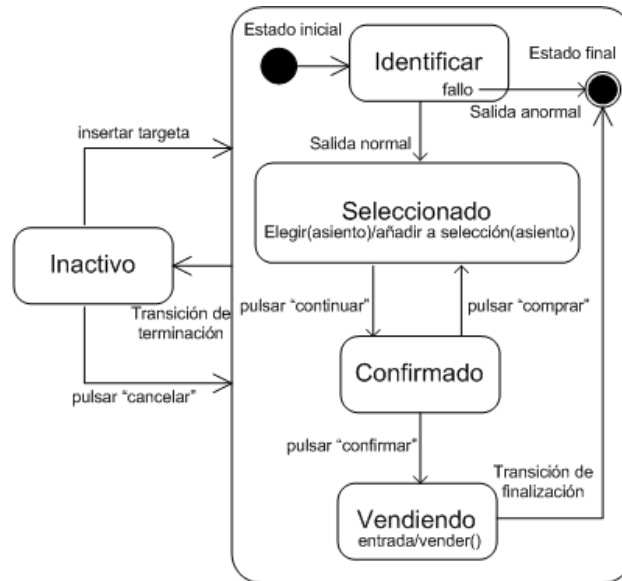 Estado inicial
Identificar
fallo
Estado final
Salida anormal
insertar targeta
Salida normal
Seleccionado
Elegir(asiento)/añadir a selección(asiento)
Inactivo
Transición de
terminación
pulsar "continuar"
pulsar "comprar"
Confirmado
pulsar "cancelar"
pulsar "confirmar"
Transición de
finalización
Vendiendo
entrada/vender()